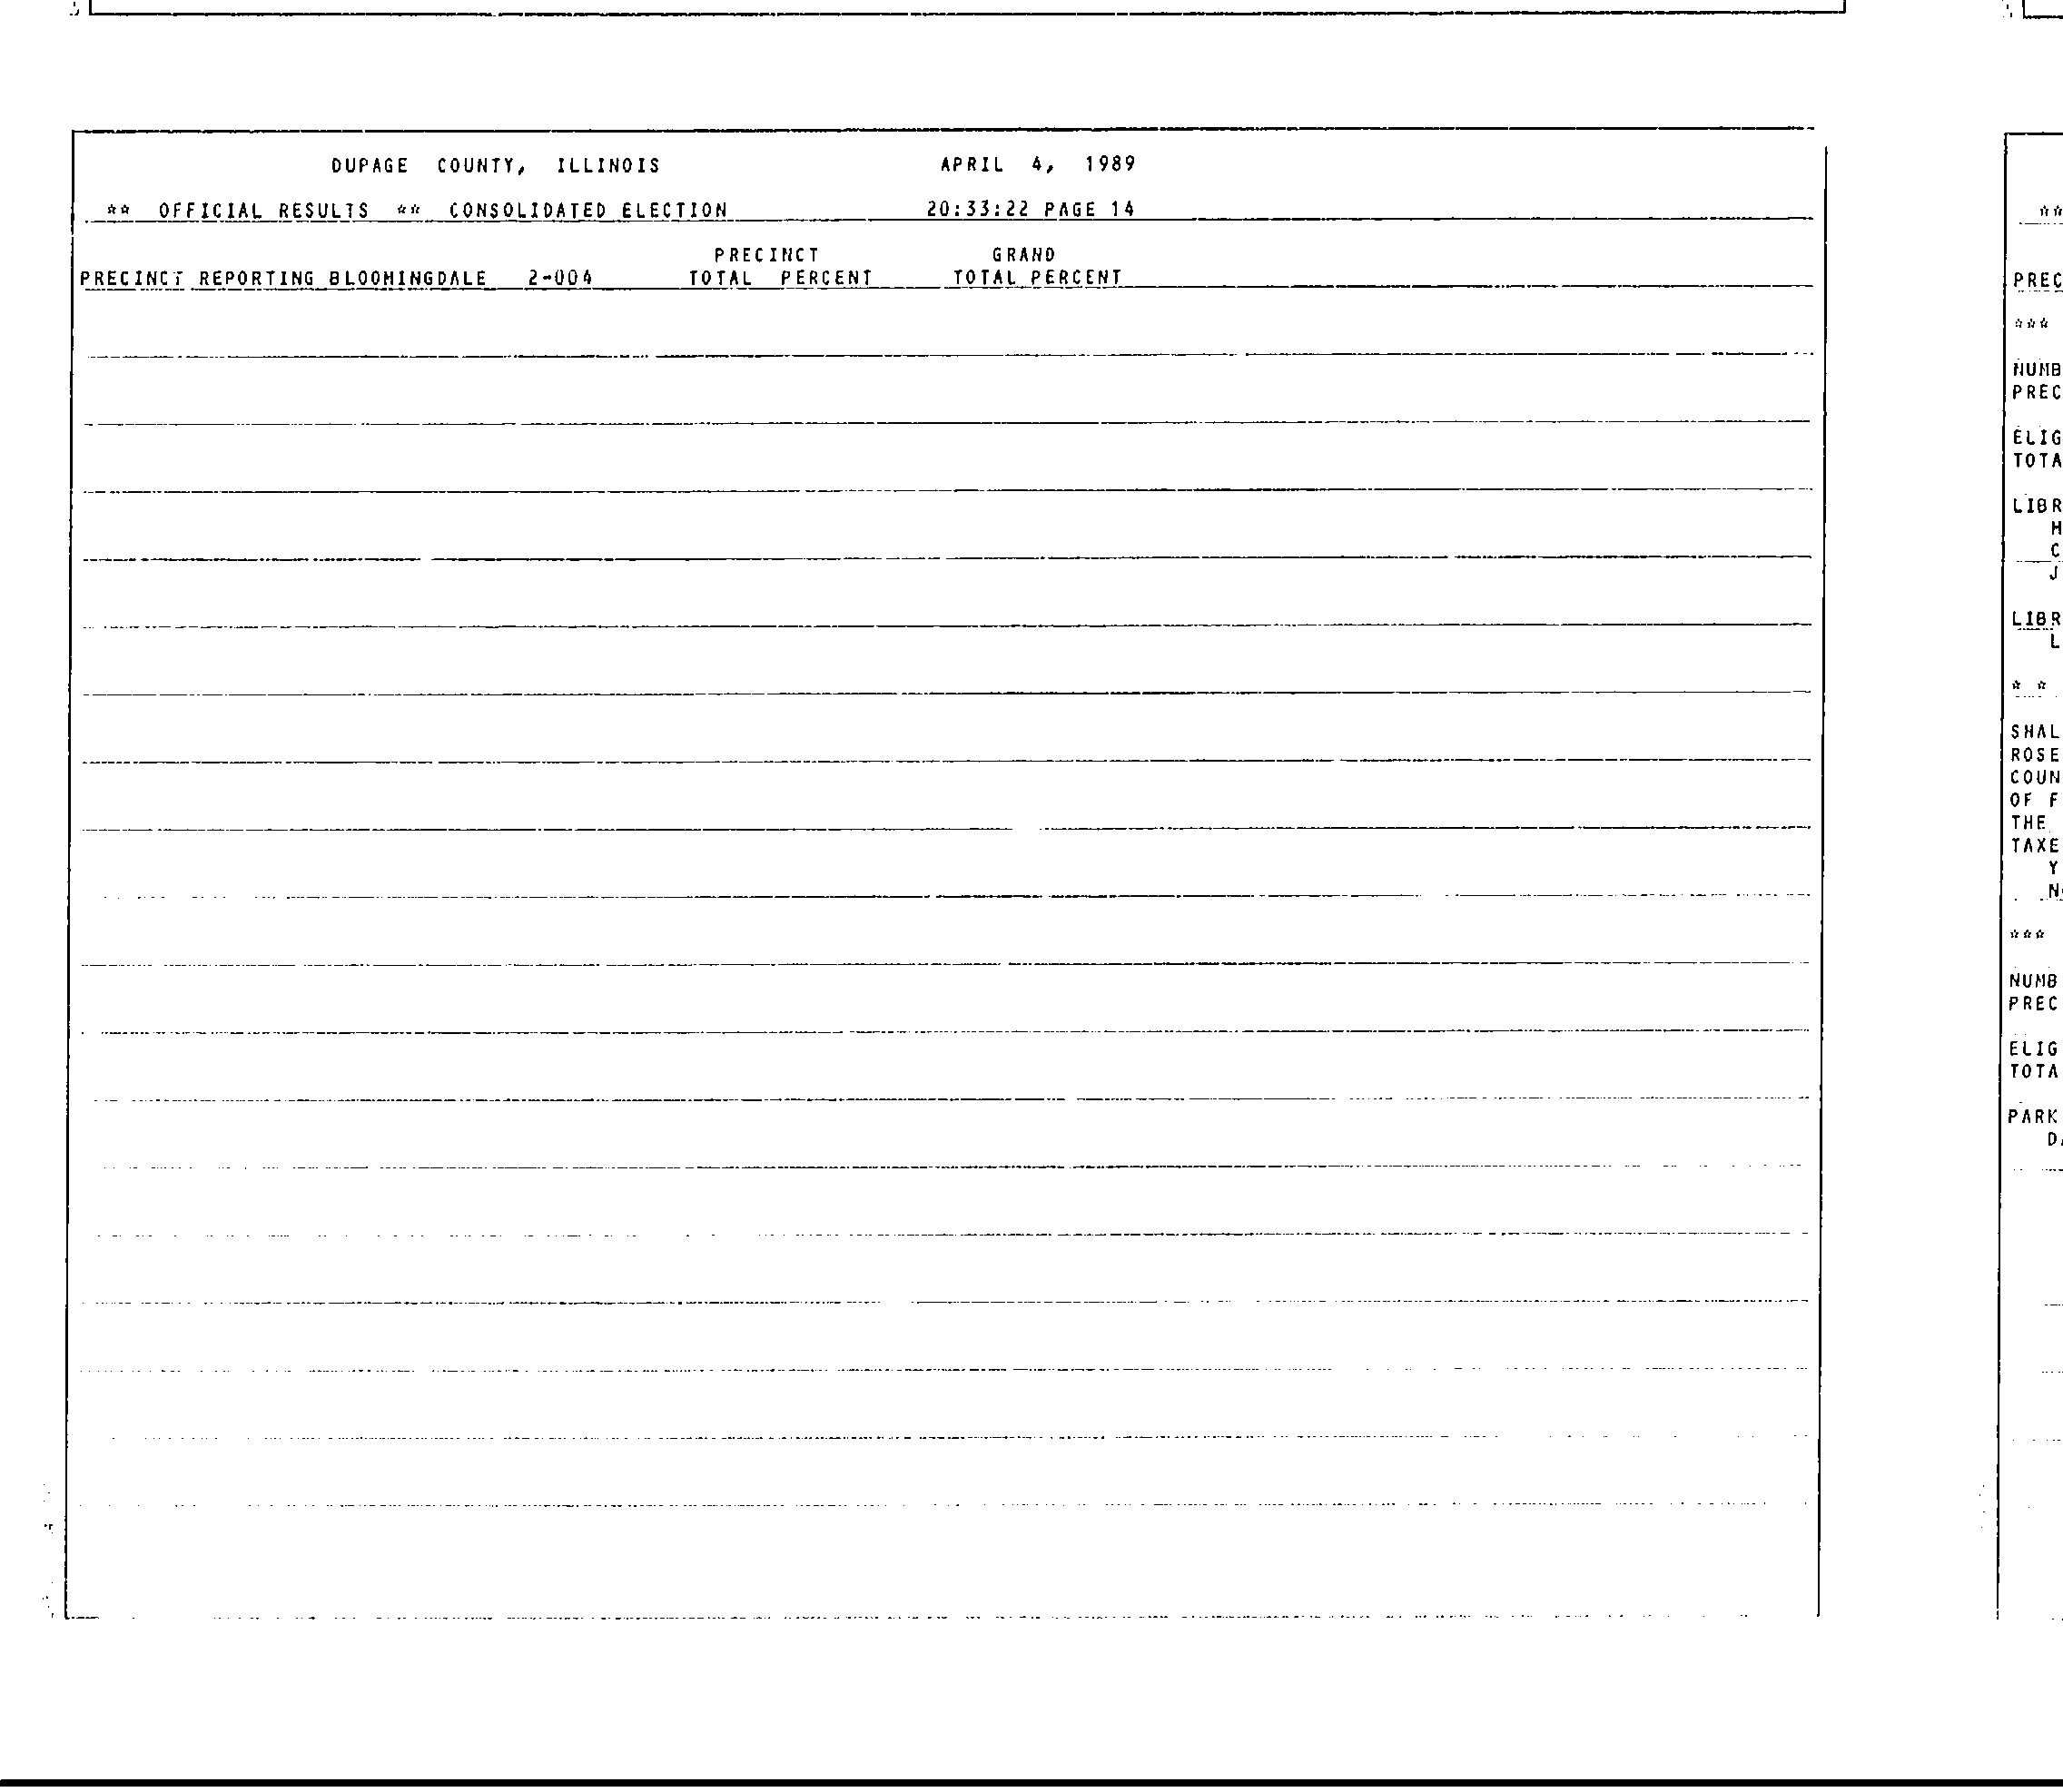 DUPAGE COUNTY, ILLINOIS APRIL 4, 1989
** OFFICIAL RESULTS ** CONSOLIDATED ELECTION 20:33:22 PAGE 14
PRECINCT GRAND
PRECINCT REPORTING BLOOMINGDALE 2-004 TOTAL PERCENT TOTAL PERCENT
**
PREC
***
NUMB
PREC
ELIG
TOTA
LIBR
H
C
J
LIBR
L
* *
SHAL
ROSE
COUN
OF F
THE
TAXE
Y
N
***
NUMB
PREC
ELIG
TOTA
PARK
D